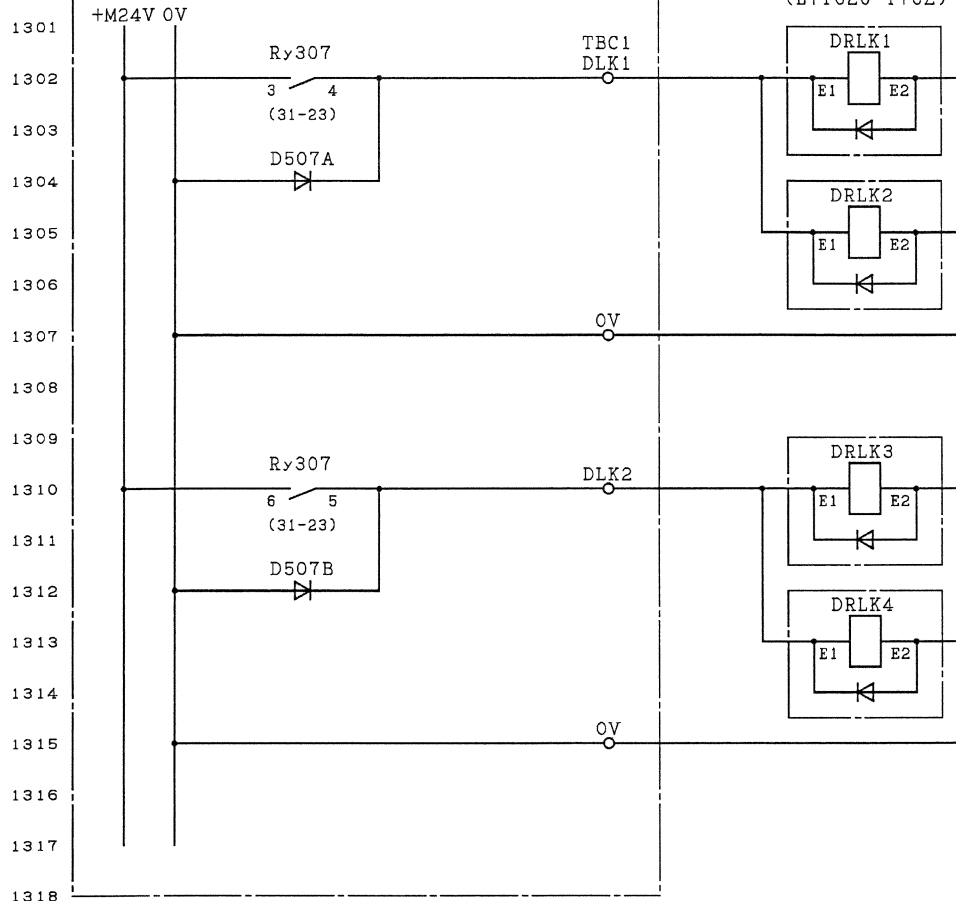 +M24V 0V
1301
Ry307
TBC1
DRLK1
1302
DLK1
3 4
E1 E2
(31-23)
1303
D507A
1304
DRLK2
1305
E1 E2
1306
0V
1307
1308
1309
Ry307
DRLK3
1310
DLK2
6 5
E1 E2
(31-23)
1311
D507B
1312
DRLK4
1313
E1 E2
1314
0V
1315
1316
1317
1318